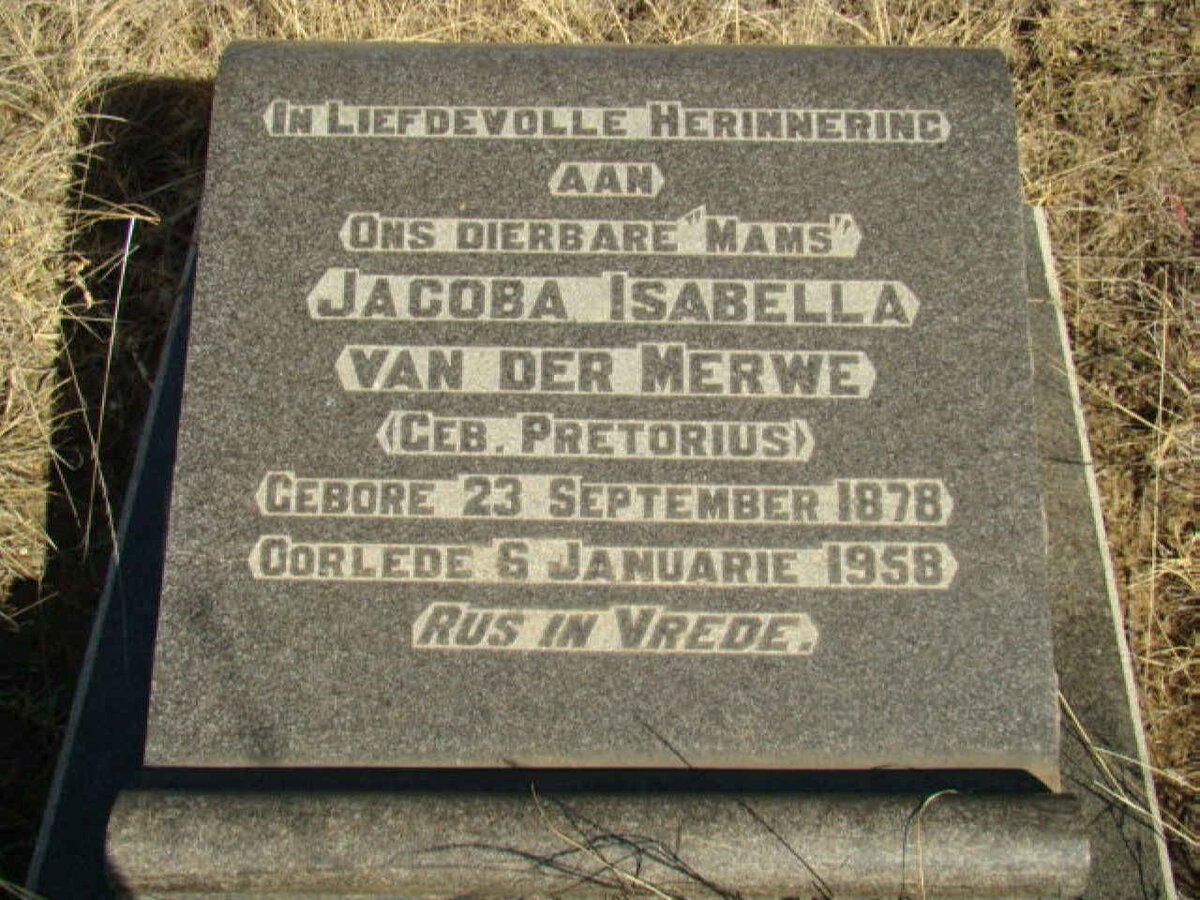 In Liefdevolle Herinnering
aan
Ons dierbare "Mams"
Jacoba Isabella
van der Merwe
(Geb. Pretorius)
Gebore 23 September 1878
Oorlede 6 Januarie 1958
Rus in Vrede.